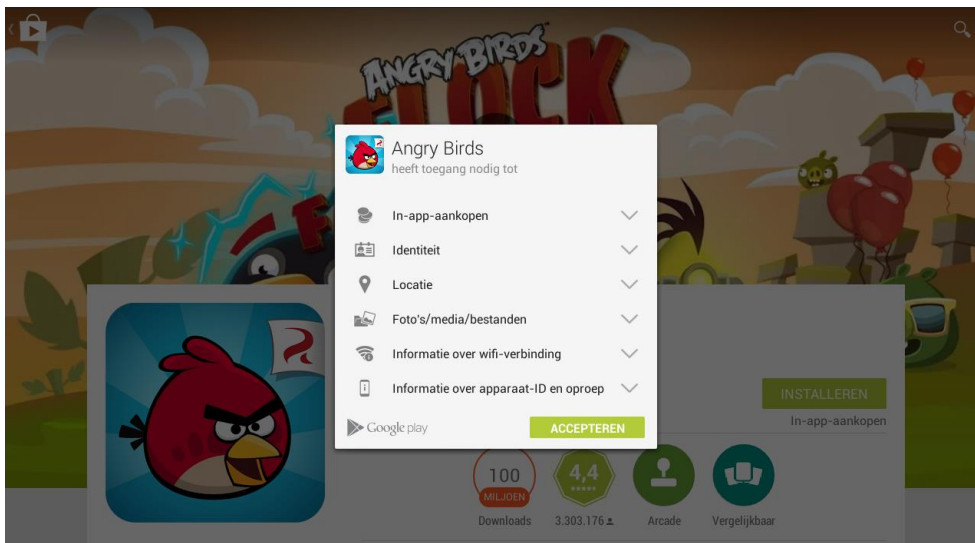 ANGRY BIRDS
Angry Birds
heeft toegang nodig tot
In-app-aankopen
Identiteit
Locatie
Foto's/media/bestanden
Informatie over wifi-verbinding
Informatie over apparaat-ID en oproep
Google play
ACCEPTEREN
INSTALLEREN
In-app-aankopen
100
MILJOEN
4,4
Downloads
3.303.176
Arcade
Vergelijkbaar